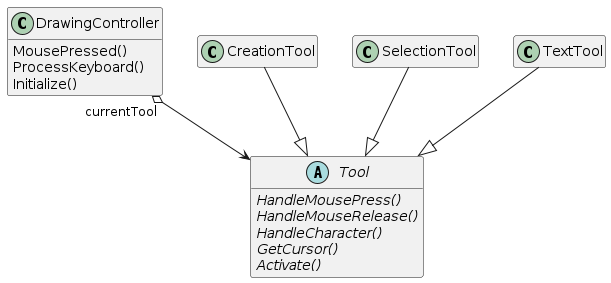 C DrawingController
MousePressed()
ProcessKeyboard()
Initialize()
C CreationTool
C SelectionTool
C TextTool
currentTool
A Tool
HandleMousePress()
HandleMouseRelease()
HandleCharacter()
GetCursor()
Activate()